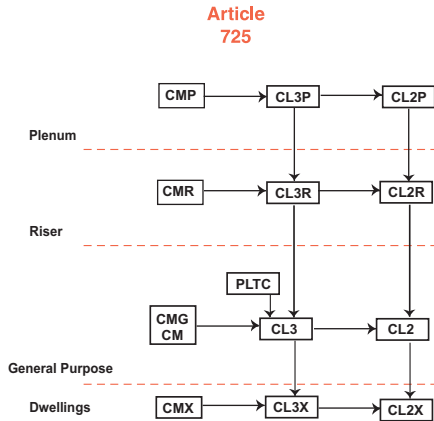 Article
725
CMP
CL3P
CL2P
Plenum
CMR
CL3R
CL2R
Riser
PLTC
CMG
CM
CL3
CL2
General Purpose
Dwellings
CMX
CL3X
CL2X